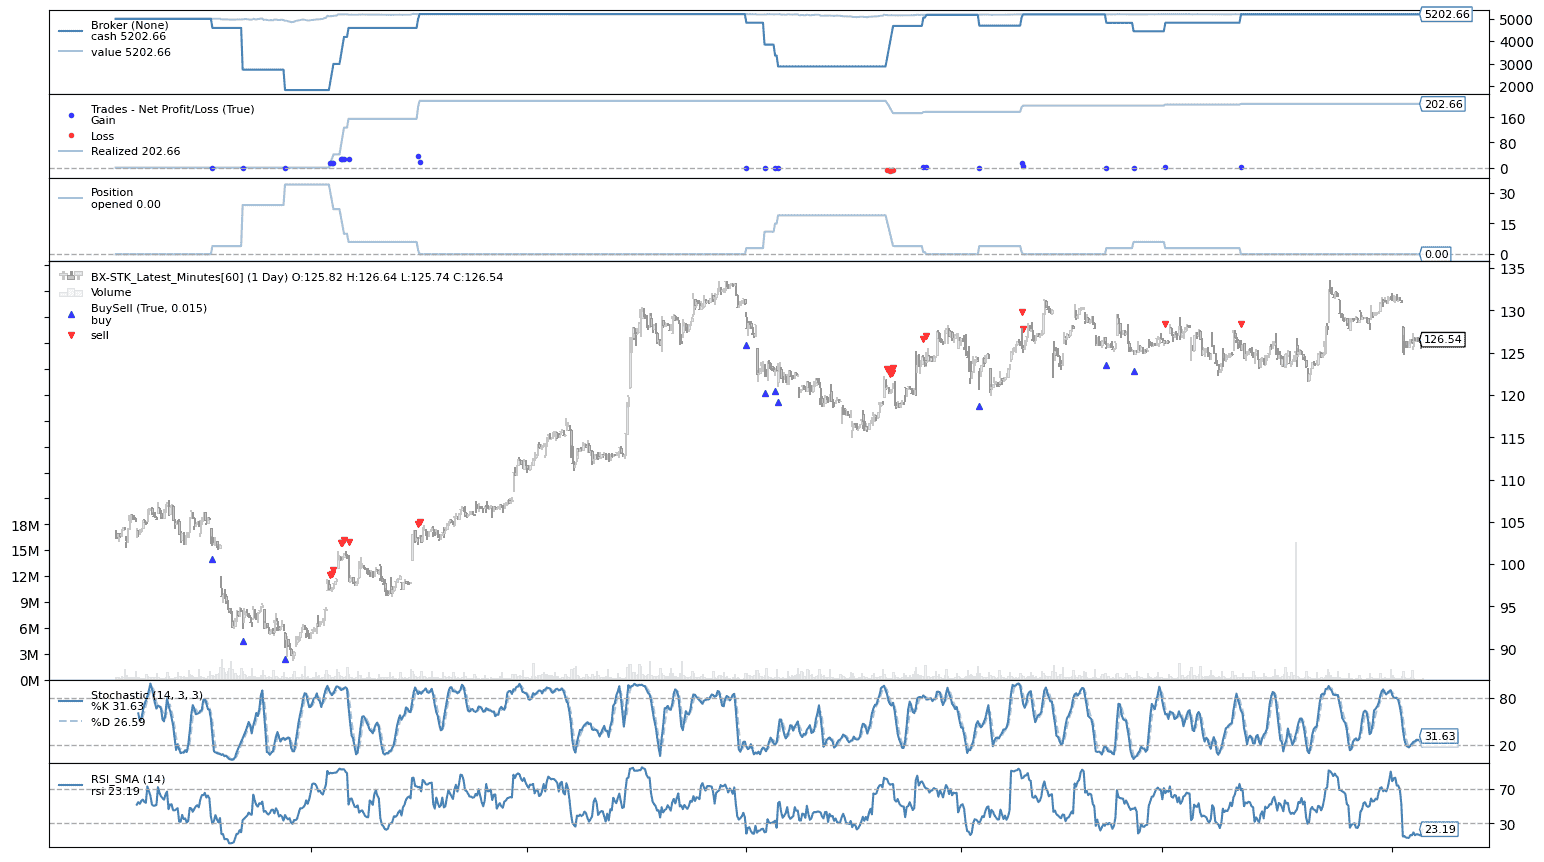 Broker (None)
cash 5202.66
value 5202.66
5202.66
5000
4000
3000
2000
Trades - Net Profit/Loss (True)
Gain
Loss
Realized 202.66
202.66
160
80
0
Position
opened 0.00
30
15
0
0.00
BX-STK_Latest_Minutes[60] (1 Day) O:125.82 H:126.64 L:125.74 C:126.54
Volume
BuySell (True, 0.015)
buy
sell
135
130
126.54
125
120
115
110
105
100
95
90
18M
15M
12M
9M
6M
3M
0M
Stochastic (14, 3, 3)
%K 31.63
%D 26.59
80
31.63
20
RSI_SMA (14)
rsi 23.19
70
30
23.19